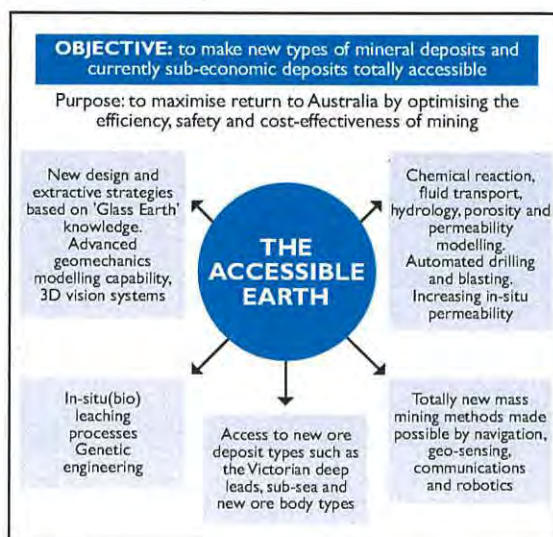 OBJECTIVE: to make new types of mineral deposits and
currently sub-economic deposits totally accessible
Purpose: to maximise return to Australia by optimising the
efficiency, safety and cost-effectiveness of mining
New design and
extractive strategies
based on 'Glass Earth'
knowledge.
Advanced
geomechanics
modelling capability,
3D vision systems
THE
ACCESSIBLE
EARTH
Chemical reaction,
fluid transport,
hydrology, porosity and
permeability
modelling.
Automated drilling
and blasting.
Increasing in-situ
permeability
In-situ(bio)
leaching
processes
Genetic
engineering
Access to new ore
deposit types such as
the Victorian deep
leads, sub-sea and
new ore body types
Totally new mass
mining methods made
possible by navigation,
geo-sensing,
communications
and robotics